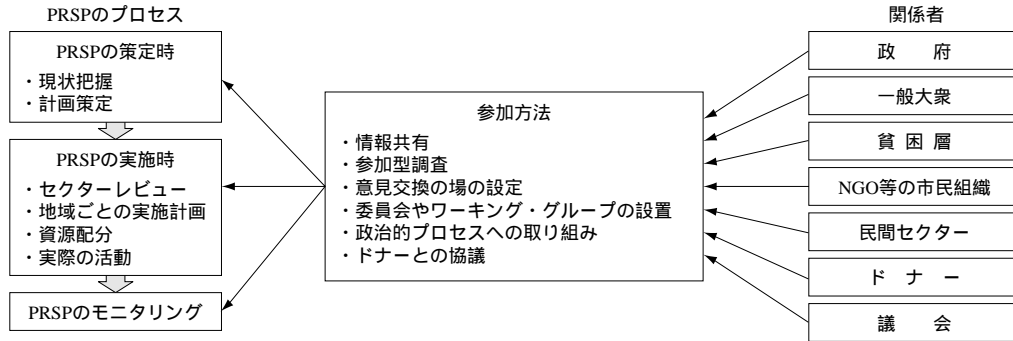 PRSPのプロセス
PRSPの策定時
・現状把握
・計画策定
PRSPの実施時
・セクターレビュー
・地域ごとの実施計画
・資源配分
・実際の活動
PRSPのモニタリング
参加方法
・情報共有
・参加型調査
・意見交換の場の設定
・委員会やワーキング・グループの設置
・政治的プロセスへの取り組み
・ドナーとの協議
関係者
政　府
一般大衆
貧 困 層
NGO等の市民組織
民間セクター
ド ナ ー
議　会